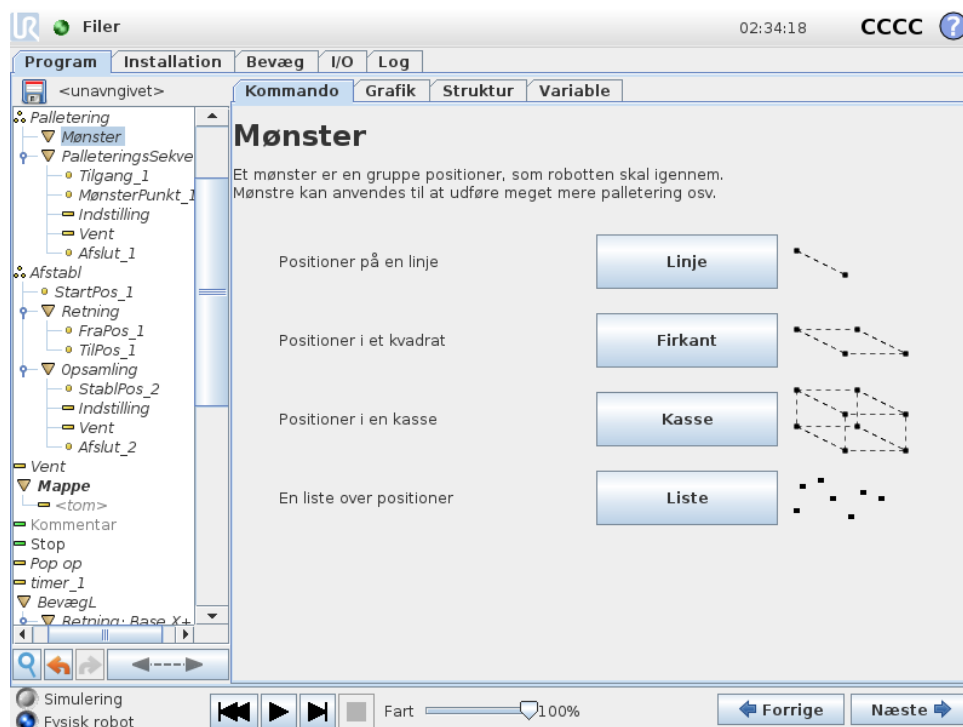 UR Filer 02:34:18 CCCC ?
Program Installation Bevæg I/O Log
<unavngivet>
Kommando Grafik Struktur Variable
Palletering
Mønster
PalleteringsSekve
Tilgang_1
MønsterPunkt_1
Indstilling
Vent
Afslut_1
Afstabl
StartPos_1
Retning
FraPos_1
TilPos_1
Opsamling
StablPos_2
Indstilling
Vent
Afslut_2
Vent
Mappe
<tom>
Kommentar
Stop
Pop op
timer_1
BevægL
Retning: Base X+
Mønster
Et mønster er en gruppe positioner, som robotten skal igennem.
Mønstre kan anvendes til at udføre meget mere palletering osv.
Positioner på en linje Linje
Positioner i et kvadrat Firkant
Positioner i en kasse Kasse
En liste over positioner Liste
Simulering
Fysisk robot
Fart 100%
Forrige Næste